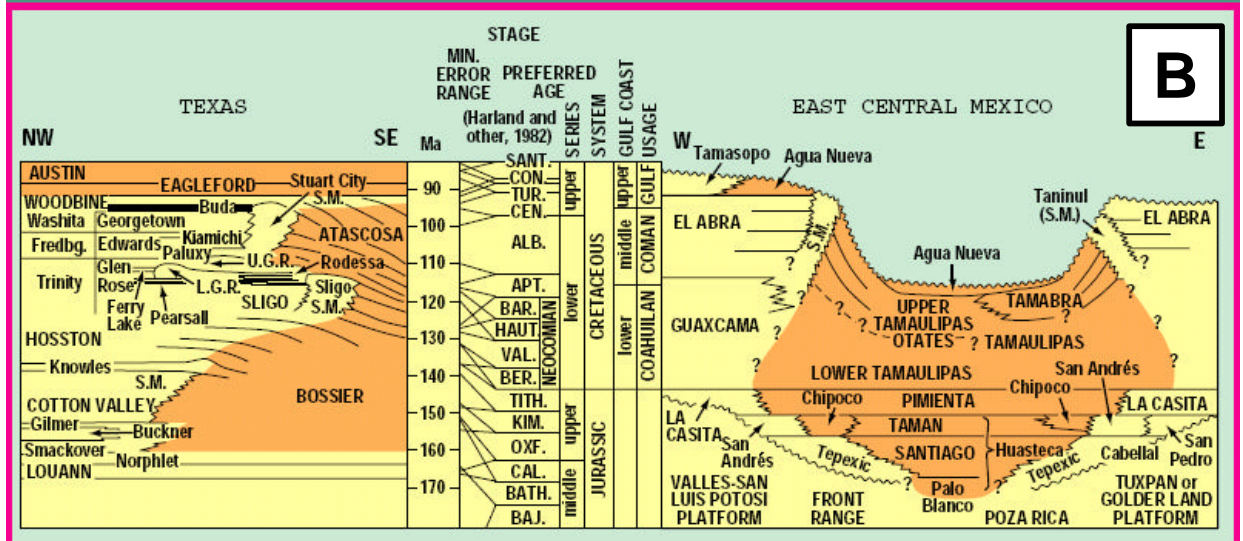 B
TEXAS
NW
SE
Ma
STAGE
MIN. ERROR RANGE
PREFERRED AGE
(Harland and other, 1982)
SERIES
SYSTEM
GULF COAST USAGE
EAST CENTRAL MEXICO
W
E
AUSTIN
EAGLEFORD
WOODBINE
Buda
Stuart City
S.M.
Washita
Georgetown
Kiamichi
ATASCOSA
Fredbg.
Edwards
Paluxy
U.G.R.
Rodessa
Trinity
Glen Rose
L.G.R.
SLIGO
Sligo S.M.
Ferry Lake
Pearsall
HOSSTON
Knowles
S.M.
BOSSIER
COTTON VALLEY
Gilmer
Buckner
Smackover
Norphlet
LOUANN
90
100
110
120
130
140
150
160
170
SANT.
CON.
TUR.
CEN.
ALB.
APT.
BAR.
HAUT.
VAL.
BER.
TITH.
KIM.
OXF.
CAL.
BATH.
BAJ.
NEOCOMIAN
upper
lower
upper
middle
CRETACEOUS
JURASSIC
upper
middle
lower
GULF
COMAN
COAHUILAN
Tamasopo
Agua Nueva
EL ABRA
S.M.
?
Agua Nueva
Taninul (S.M.)
EL ABRA
?
GUAXCAMA
UPPER TAMAULIPAS
TAMABRA
?
?
?
OTATES
? TAMAULIPAS
?
?
?
LOWER TAMAULIPAS
San Andrés
Chipoco
Chipoco
PIMIENTA
LA CASITA
LA CASITA
TAMAN
San Andrés
Tepexic
SANTIAGO
Huasteca
Tepexic
Cabellal
San Pedro
?
Palo Blanco
?
VALLES-SAN LUIS POTOSI PLATFORM
FRONT RANGE
POZA RICA
TUXPAN or GOLDER LAND PLATFORM